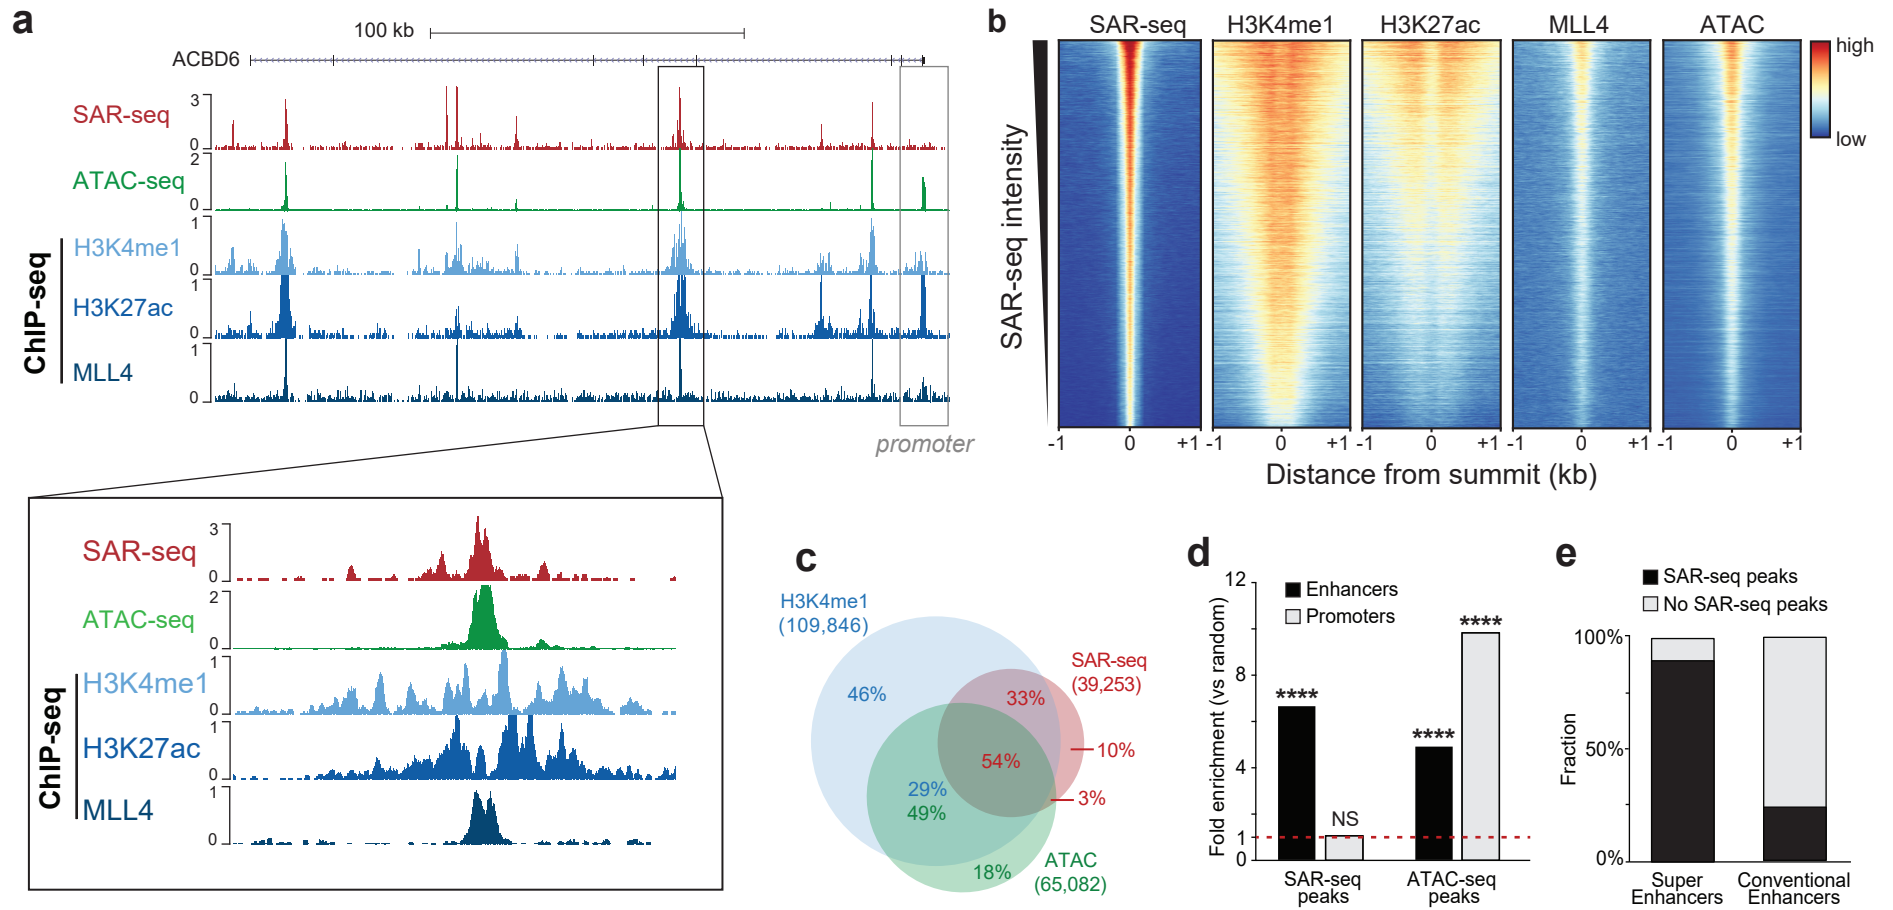 a
100 kb
ACBD6
SAR-seq
3
0
ATAC-seq
2
0
ChIP-seq
H3K4me1
1
0
H3K27ac
1
0
MLL4
1
0
promoter
SAR-seq
3
0
ATAC-seq
2
0
ChIP-seq
H3K4me1
1
0
H3K27ac
1
0
MLL4
1
0
b
SAR-seq H3K4me1 H3K27ac MLL4 ATAC
high
low
SAR-seq intensity
-1 0 +1 -1 0 +1 -1 0 +1 -1 0 +1 -1 0 +1
Distance from summit (kb)
c
H3K4me1
(109,846)
SAR-seq
(39,253)
46%
33%
10%
54%
3%
29%
49%
18%
ATAC
(65,082)
d
Enhancers
Promoters
Fold enrichment (vs random)
12
8
4
1
0
****
NS
****
****
SAR-seq
peaks
ATAC-seq
peaks
e
SAR-seq peaks
No SAR-seq peaks
Fraction
100%
50%
0%
Super
Enhancers
Conventional
Enhancers